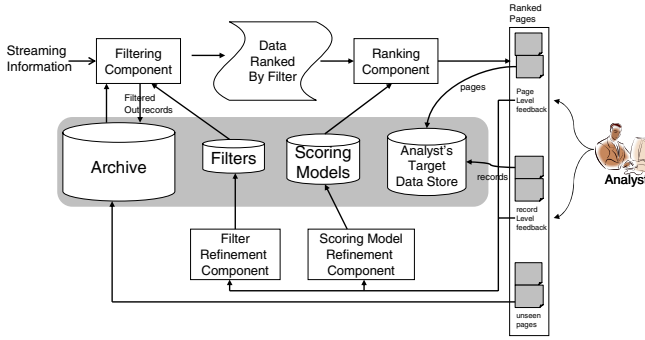 Ranked
Pages
Streaming
Information
Filtering
Component
Data
Ranked
By Filter
Ranking
Component
pages
Page
Level
feedback
Filtered
Out records
Archive
Filters
Scoring
Models
Analyst's
Target
Data Store
records
Analyst
record
Level
feedback
Filter
Refinement
Component
Scoring Model
Refinement
Component
unseen
pages